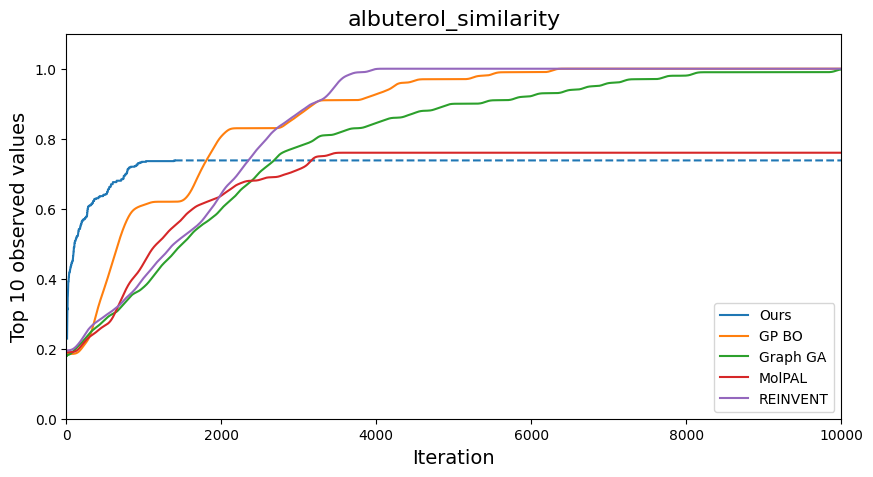 albuterol_similarity
Top 10 observed values
1.0
0.8
0.6
0.4
0.2
0.0
0
2000
4000
6000
8000
10000
Iteration
Ours
GP BO
Graph GA
MolPAL
REINVENT